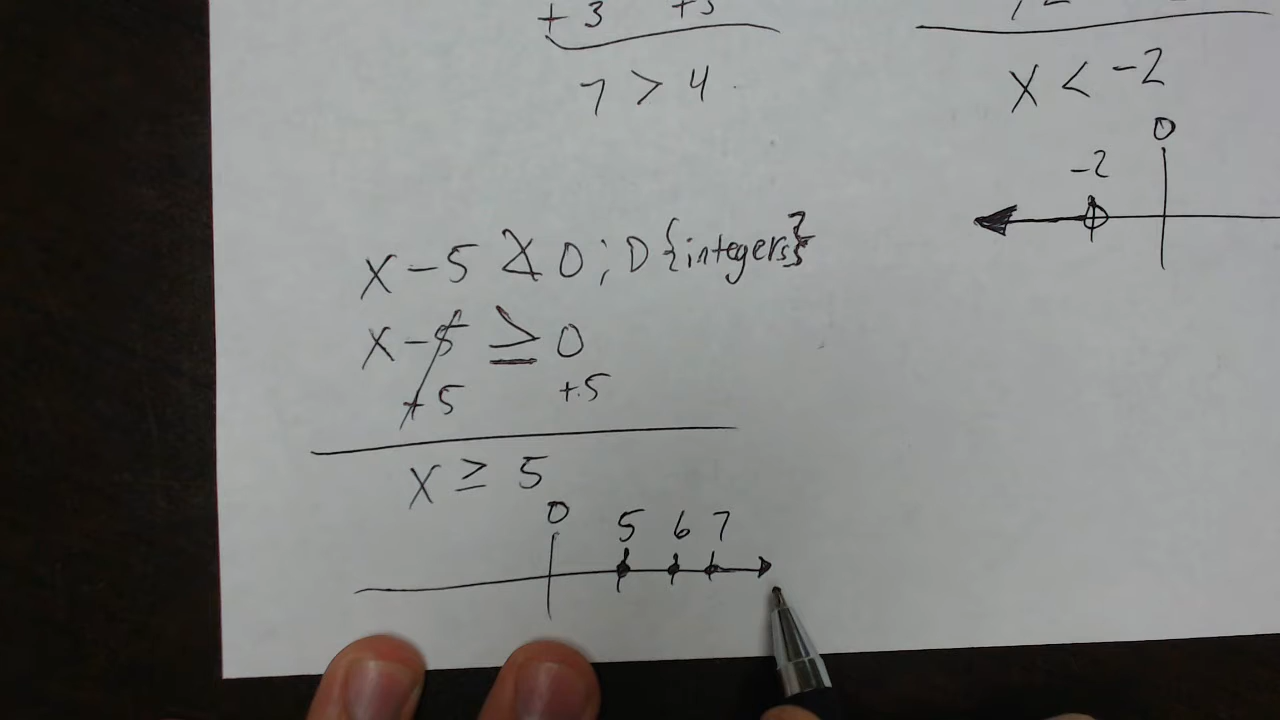 +3 +3
7 > 4
x < -2
0
-2
x - 5 ≮ 0 ; D {integers}
x - 5 ≥ 0
+5 +5
x ≥ 5
0 5 6 7